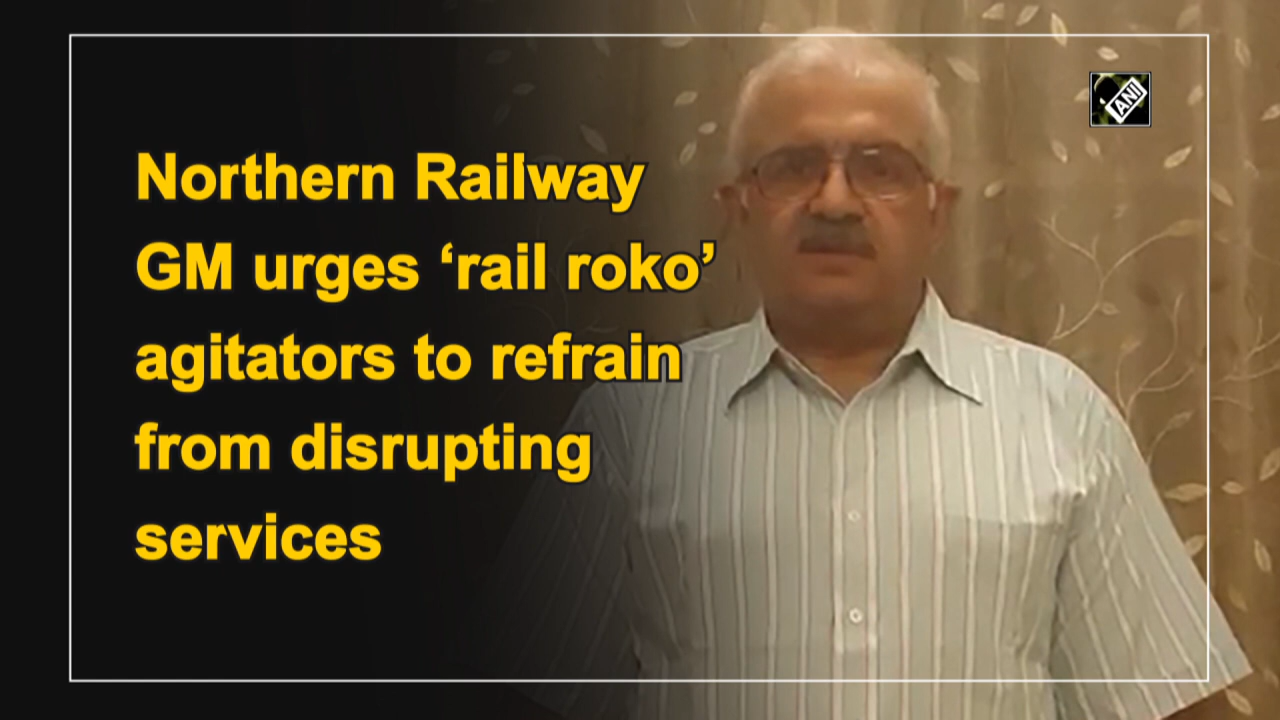 ANI
Northern Railway
GM urges ‘rail roko’
agitators to refrain
from disrupting
services